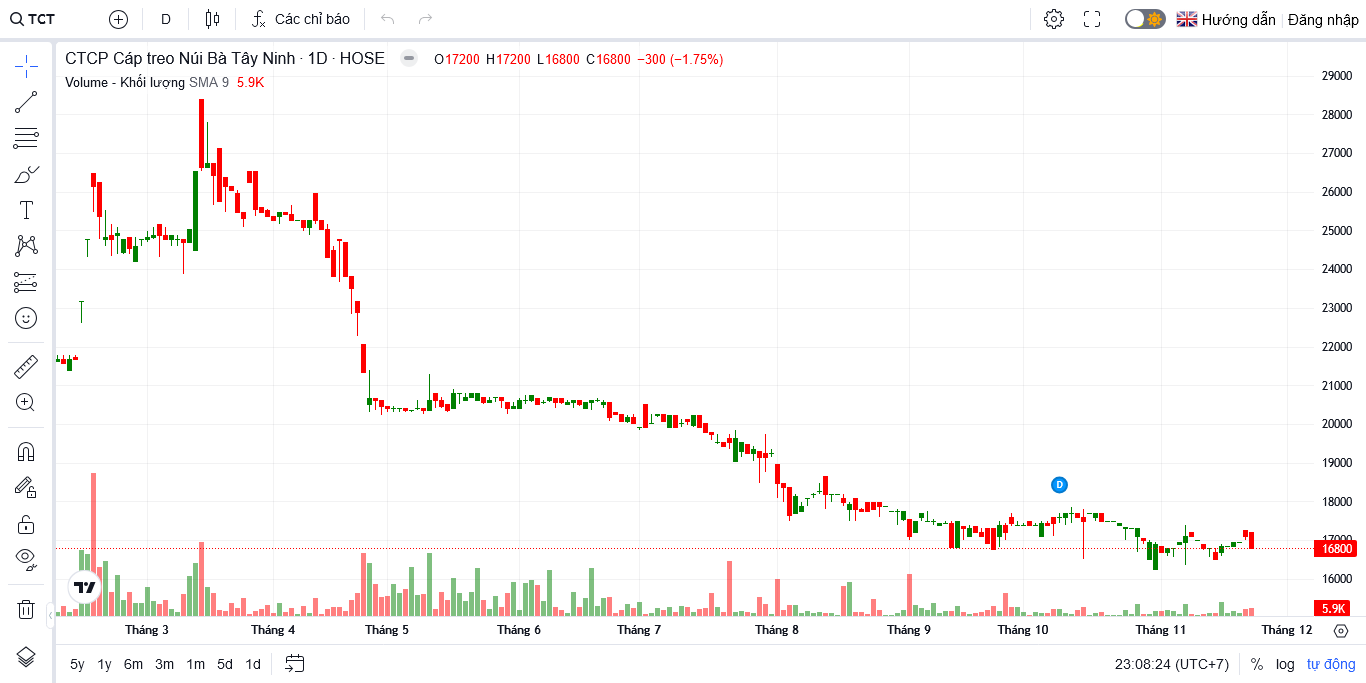 TCT D Các chỉ báo Hướng dẫn Đăng nhập
CTCP Cáp treo Núi Bà Tây Ninh · 1D · HOSE O17200 H17200 L16800 C16800 −300 (−1.75%)
Volume - Khối lượng SMA 9 5.9K
29000
28000
27000
26000
25000
24000
23000
22000
21000
20000
19000
18000
D
17000
16800
16000
5.9K
Tháng 3 Tháng 4 Tháng 5 Tháng 6 Tháng 7 Tháng 8 Tháng 9 Tháng 10 Tháng 11 Tháng 12
5y 1y 6m 3m 1m 5d 1d 23:08:24 (UTC+7) % log tự động